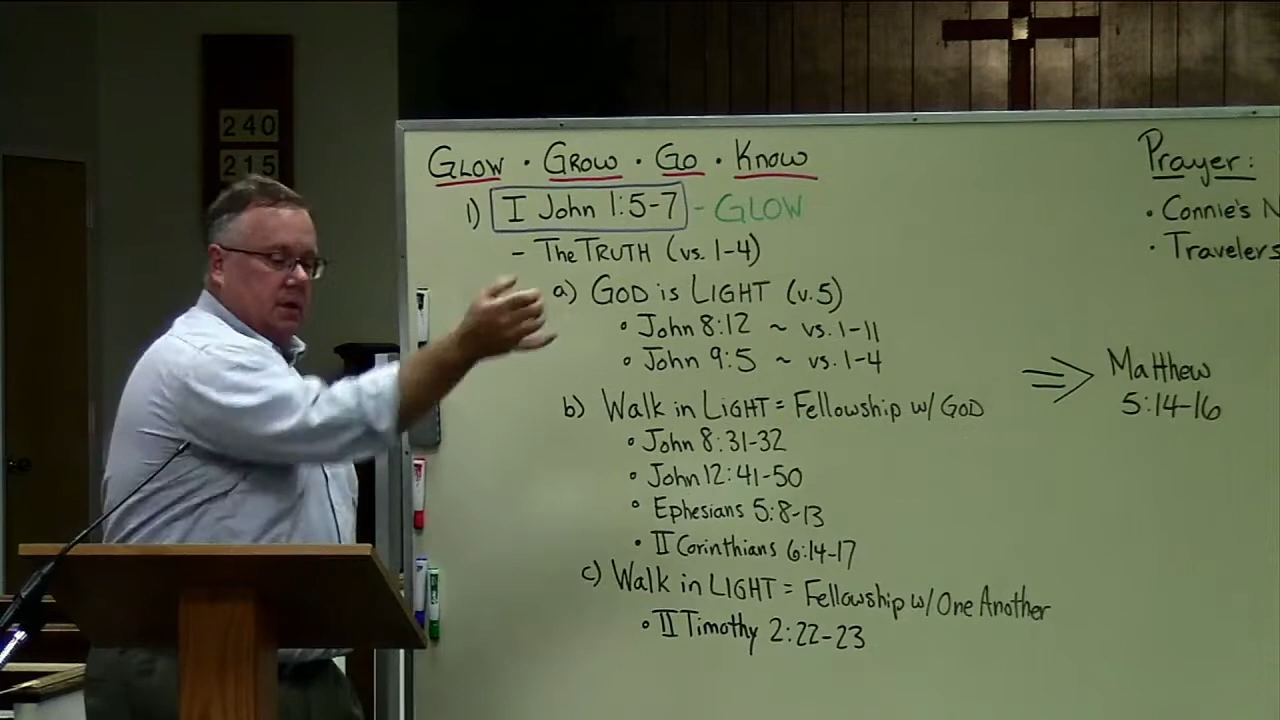 240
215
GLOW · GROW · GO · KNOW
1) I John 1:5-7 - GLOW
- The TRUTH (vs. 1-4)
a) GOD is LIGHT (v.5)
• John 8:12 ~ vs. 1-11
• John 9:5 ~ vs. 1-4
b) Walk in LIGHT = Fellowship w/ GOD
• John 8:31-32
• John 12:41-50
• Ephesians 5:8-13
• II Corinthians 6:14-17
c) Walk in LIGHT = Fellowship w/ One Another
• II Timothy 2:22-23
⇒ Matthew
5:14-16
Prayer:
• Connie's
• Travelers